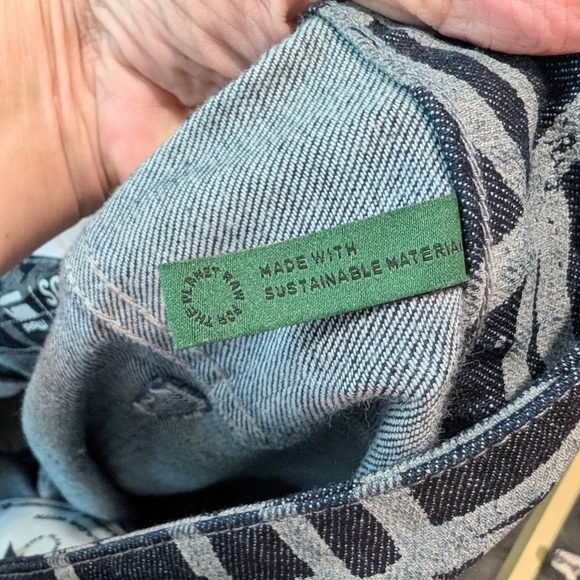 RAW FOR THE PLANET
MADE WITH
SUSTAINABLE MATERIA